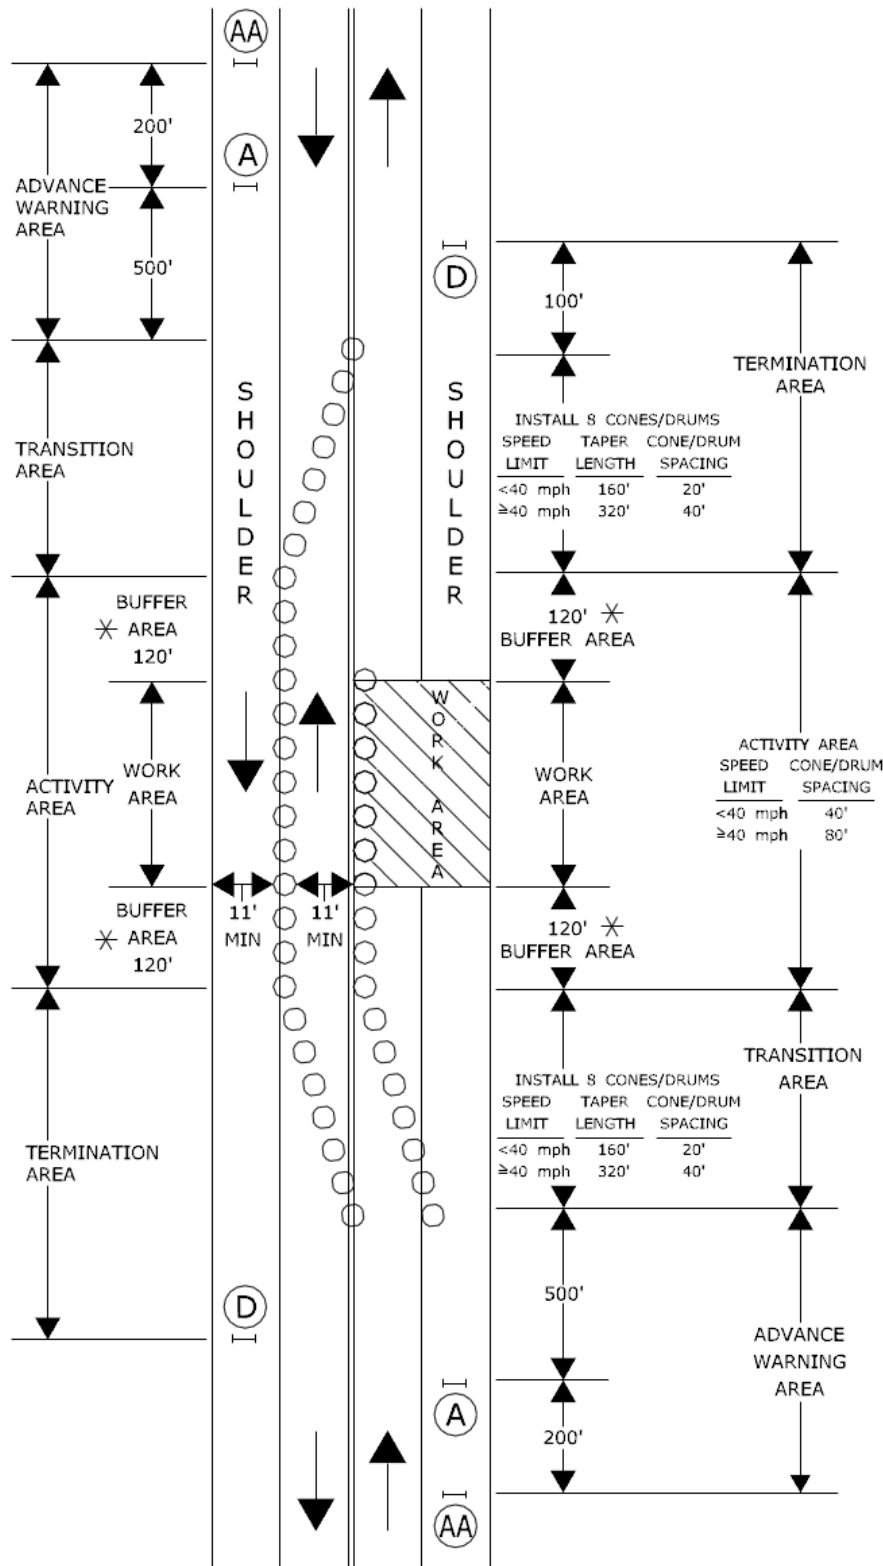 AA
200'
A
ADVANCE
WARNING
AREA
500'
D
100'
TERMINATION
AREA
SHOULDER
SHOULDER
INSTALL 8 CONES/DRUMS
SPEED TAPER CONE/DRUM
LIMIT LENGTH SPACING
<40 mph 160' 20'
≧40 mph 320' 40'
TRANSITION
AREA
BUFFER
AREA
120'
120'
BUFFER AREA
WORK AREA
WORK
AREA
WORK
AREA
ACTIVITY
AREA
ACTIVITY AREA
SPEED CONE/DRUM
LIMIT SPACING
<40 mph 40'
≧40 mph 80'
11'
MIN
11'
MIN
BUFFER
AREA
120'
120'
BUFFER AREA
TRANSITION
AREA
INSTALL 8 CONES/DRUMS
SPEED TAPER CONE/DRUM
LIMIT LENGTH SPACING
<40 mph 160' 20'
≧40 mph 320' 40'
TERMINATION
AREA
D
500'
ADVANCE
WARNING
AREA
A
200'
AA